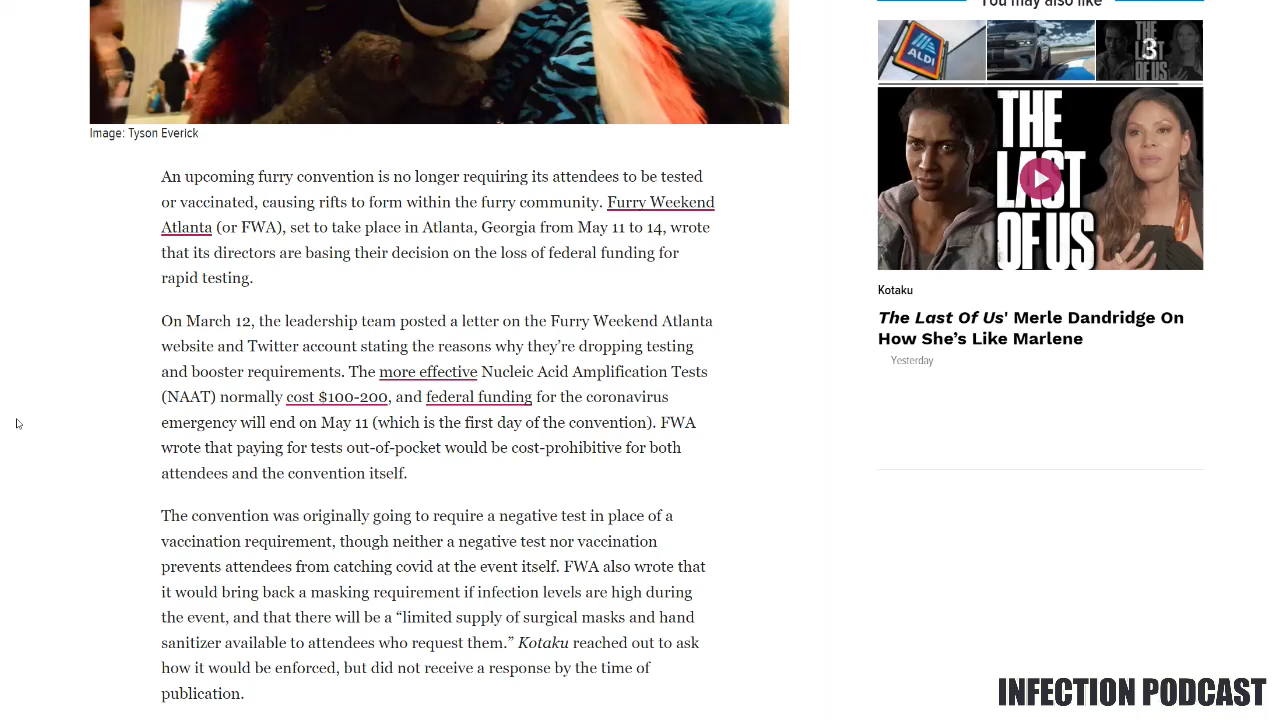 You may also like
ALDI
3
THE
LAST
OF US
THE
LAST
OF US
Image: Tyson Everick
An upcoming furry convention is no longer requiring its attendees to be tested
or vaccinated, causing rifts to form within the furry community. Furry Weekend
Atlanta (or FWA), set to take place in Atlanta, Georgia from May 11 to 14, wrote
that its directors are basing their decision on the loss of federal funding for
rapid testing.
On March 12, the leadership team posted a letter on the Furry Weekend Atlanta
website and Twitter account stating the reasons why they’re dropping testing
and booster requirements. The more effective Nucleic Acid Amplification Tests
(NAAT) normally cost $100-200, and federal funding for the coronavirus
emergency will end on May 11 (which is the first day of the convention). FWA
wrote that paying for tests out-of-pocket would be cost-prohibitive for both
attendees and the convention itself.
The convention was originally going to require a negative test in place of a
vaccination requirement, though neither a negative test nor vaccination
prevents attendees from catching covid at the event itself. FWA also wrote that
it would bring back a masking requirement if infection levels are high during
the event, and that there will be a “limited supply of surgical masks and hand
sanitizer available to attendees who request them.” Kotaku reached out to ask
how it would be enforced, but did not receive a response by the time of
publication.
Kotaku
The Last Of Us' Merle Dandridge On
How She’s Like Marlene
Yesterday
INFECTION PODCAST